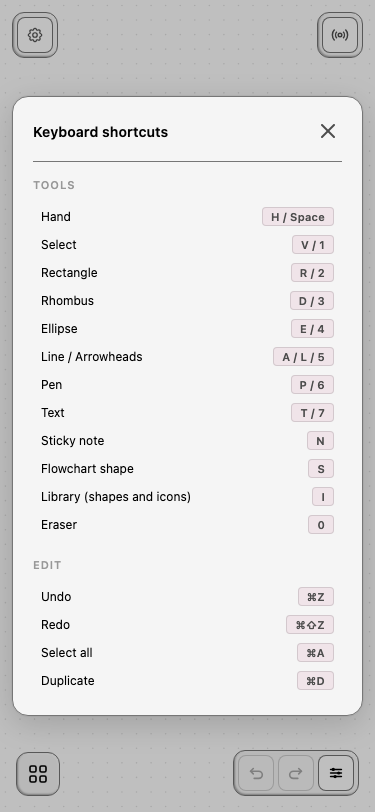 Keyboard shortcuts
TOOLS
Hand H / Space
Select V / 1
Rectangle R / 2
Rhombus D / 3
Ellipse E / 4
Line / Arrowheads A / L / 5
Pen P / 6
Text T / 7
Sticky note N
Flowchart shape S
Library (shapes and icons) I
Eraser 0
EDIT
Undo ⌘Z
Redo ⌘⇧Z
Select all ⌘A
Duplicate ⌘D